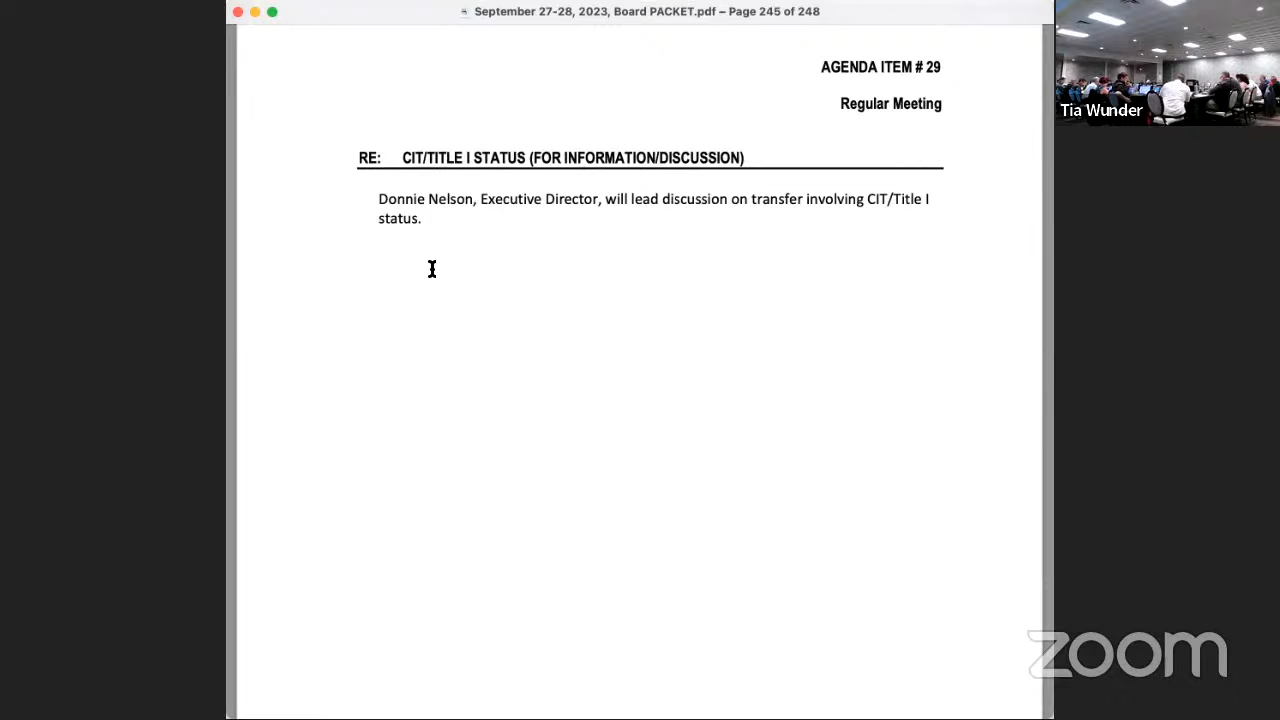 September 27-28, 2023, Board PACKET.pdf – Page 245 of 248
Tia Wunder
AGENDA ITEM # 29
Regular Meeting
RE: CIT/TITLE I STATUS (FOR INFORMATION/DISCUSSION)
Donnie Nelson, Executive Director, will lead discussion on transfer involving CIT/Title I
status.
zoom